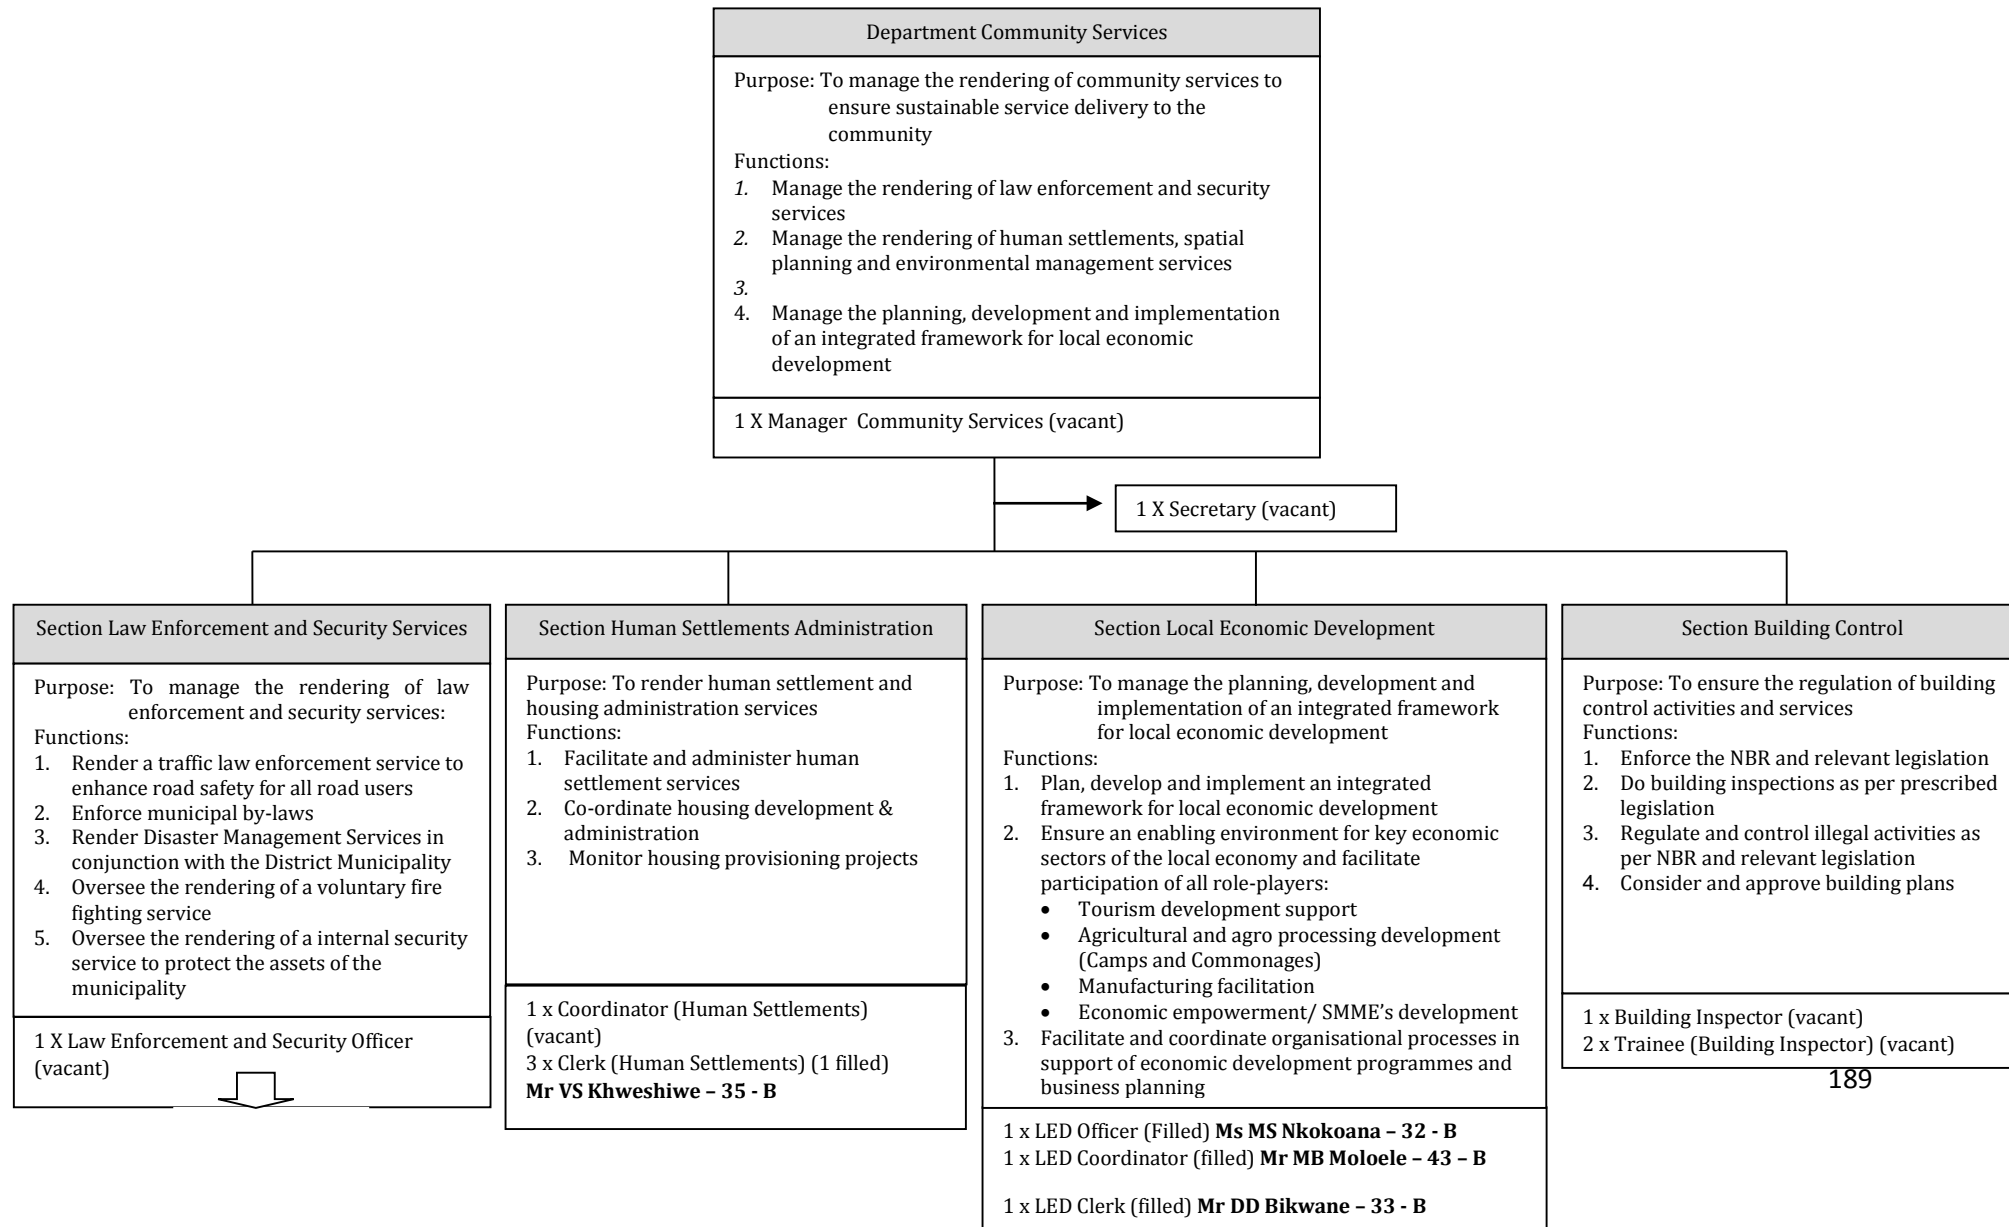 Department Community Services
Purpose: To manage the rendering of community services to
ensure sustainable service delivery to the
community
Functions:
1. Manage the rendering of law enforcement and security
services
2. Manage the rendering of human settlements, spatial
planning and environmental management services
3.
4. Manage the planning, development and implementation
of an integrated framework for local economic
development
1 X Manager Community Services (vacant)
1 X Secretary (vacant)
Section Law Enforcement and Security Services
Purpose: To manage the rendering of law
enforcement and security services:
Functions:
1. Render a traffic law enforcement service to
enhance road safety for all road users
2. Enforce municipal by-laws
3. Render Disaster Management Services in
conjunction with the District Municipality
4. Oversee the rendering of a voluntary fire
fighting service
5. Oversee the rendering of a internal security
service to protect the assets of the
municipality
1 X Law Enforcement and Security Officer
(vacant)
Section Human Settlements Administration
Purpose: To render human settlement and
housing administration services
Functions:
1. Facilitate and administer human
settlement services
2. Co-ordinate housing development &
administration
3. Monitor housing provisioning projects
1 x Coordinator (Human Settlements)
(vacant)
3 x Clerk (Human Settlements) (1 filled)
Mr VS Khweshiwe – 35 - B
Section Local Economic Development
Purpose: To manage the planning, development and
implementation of an integrated framework
for local economic development
Functions:
1. Plan, develop and implement an integrated
framework for local economic development
2. Ensure an enabling environment for key economic
sectors of the local economy and facilitate
participation of all role-players:
• Tourism development support
• Agricultural and agro processing development
(Camps and Commonages)
• Manufacturing facilitation
• Economic empowerment/ SMME’s development
3. Facilitate and coordinate organisational processes in
support of economic development programmes and
business planning
1 x LED Officer (Filled) Ms MS Nkokoana – 32 - B
1 x LED Coordinator (filled) Mr MB Moloele – 43 – B
1 x LED Clerk (filled) Mr DD Bikwane – 33 - B
Section Building Control
Purpose: To ensure the regulation of building
control activities and services
Functions:
1. Enforce the NBR and relevant legislation
2. Do building inspections as per prescribed
legislation
3. Regulate and control illegal activities as
per NBR and relevant legislation
4. Consider and approve building plans
1 x Building Inspector (vacant)
2 x Trainee (Building Inspector) (vacant)
189